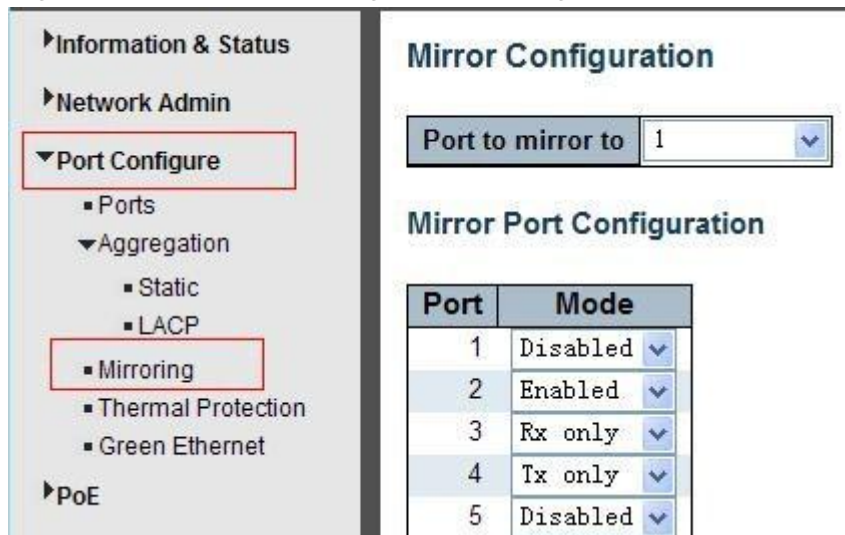 Information & Status
Network Admin
Port Configure
Ports
Aggregation
Static
LACP
Mirroring
Thermal Protection
Green Ethernet
PoE
Mirror Configuration
Port to mirror to 1
Mirror Port Configuration
Port Mode
1 Disabled
2 Enabled
3 Rx only
4 Tx only
5 Disabled